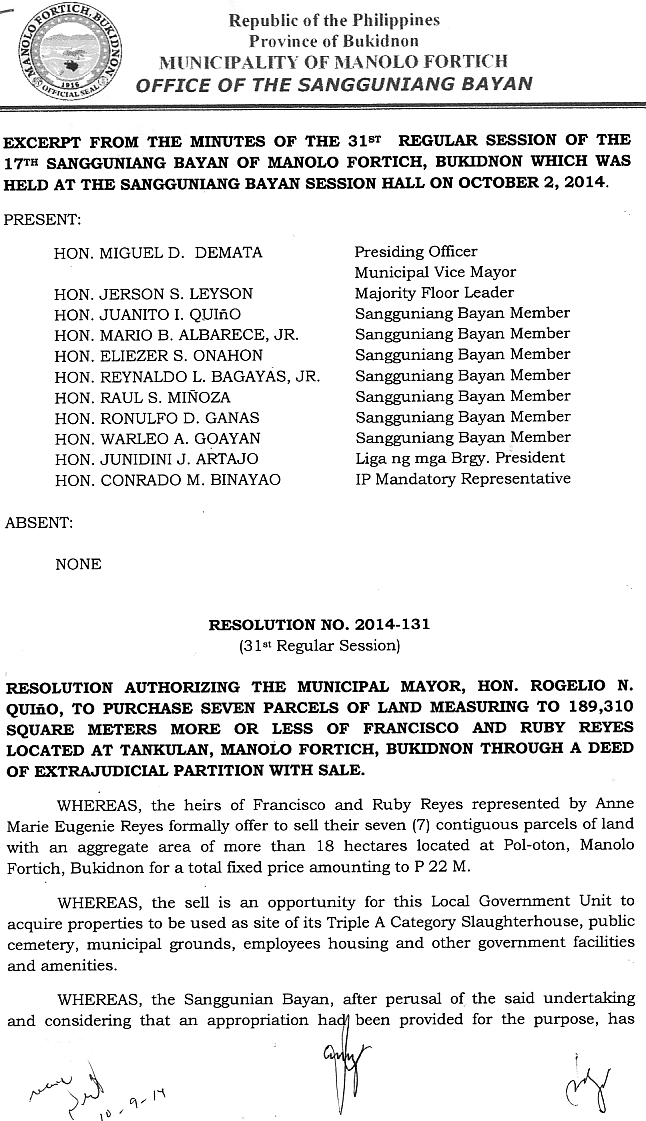 MANOLO FORTICH, BUKIDNON
1916
OFFICIAL SEAL
Republic of the Philippines
Province of Bukidnon
MUNICIPALITY OF MANOLO FORTICH
OFFICE OF THE SANGGUNIANG BAYAN
EXCERPT FROM THE MINUTES OF THE 31ST REGULAR SESSION OF THE
17TH SANGGUNIANG BAYAN OF MANOLO FORTICH, BUKIDNON WHICH WAS
HELD AT THE SANGGUNIANG BAYAN SESSION HALL ON OCTOBER 2, 2014.
PRESENT:
HON. MIGUEL D. DEMATA Presiding Officer
Municipal Vice Mayor
HON. JERSON S. LEYSON Majority Floor Leader
HON. JUANITO I. QUIñO Sangguniang Bayan Member
HON. MARIO B. ALBARECE, JR. Sangguniang Bayan Member
HON. ELIEZER S. ONAHON Sangguniang Bayan Member
HON. REYNALDO L. BAGAYAS, JR. Sangguniang Bayan Member
HON. RAUL S. MIÑOZA Sangguniang Bayan Member
HON. RONULFO D. GANAS Sangguniang Bayan Member
HON. WARLEO A. GOAYAN Sangguniang Bayan Member
HON. JUNIDINI J. ARTAJO Liga ng mga Brgy. President
HON. CONRADO M. BINAYAO IP Mandatory Representative
ABSENT:
NONE
RESOLUTION NO. 2014-131
(31st Regular Session)
RESOLUTION AUTHORIZING THE MUNICIPAL MAYOR, HON. ROGELIO N.
QUIñO, TO PURCHASE SEVEN PARCELS OF LAND MEASURING TO 189,310
SQUARE METERS MORE OR LESS OF FRANCISCO AND RUBY REYES
LOCATED AT TANKULAN, MANOLO FORTICH, BUKIDNON THROUGH A DEED
OF EXTRAJUDICIAL PARTITION WITH SALE.
WHEREAS, the heirs of Francisco and Ruby Reyes represented by Anne
Marie Eugenie Reyes formally offer to sell their seven (7) contiguous parcels of land
with an aggregate area of more than 18 hectares located at Pol-oton, Manolo
Fortich, Bukidnon for a total fixed price amounting to P 22 M.
WHEREAS, the sell is an opportunity for this Local Government Unit to
acquire properties to be used as site of its Triple A Category Slaughterhouse, public
cemetery, municipal grounds, employees housing and other government facilities
and amenities.
WHEREAS, the Sanggunian Bayan, after perusal of the said undertaking
and considering that an appropriation had been provided for the purpose, has
10-9-14